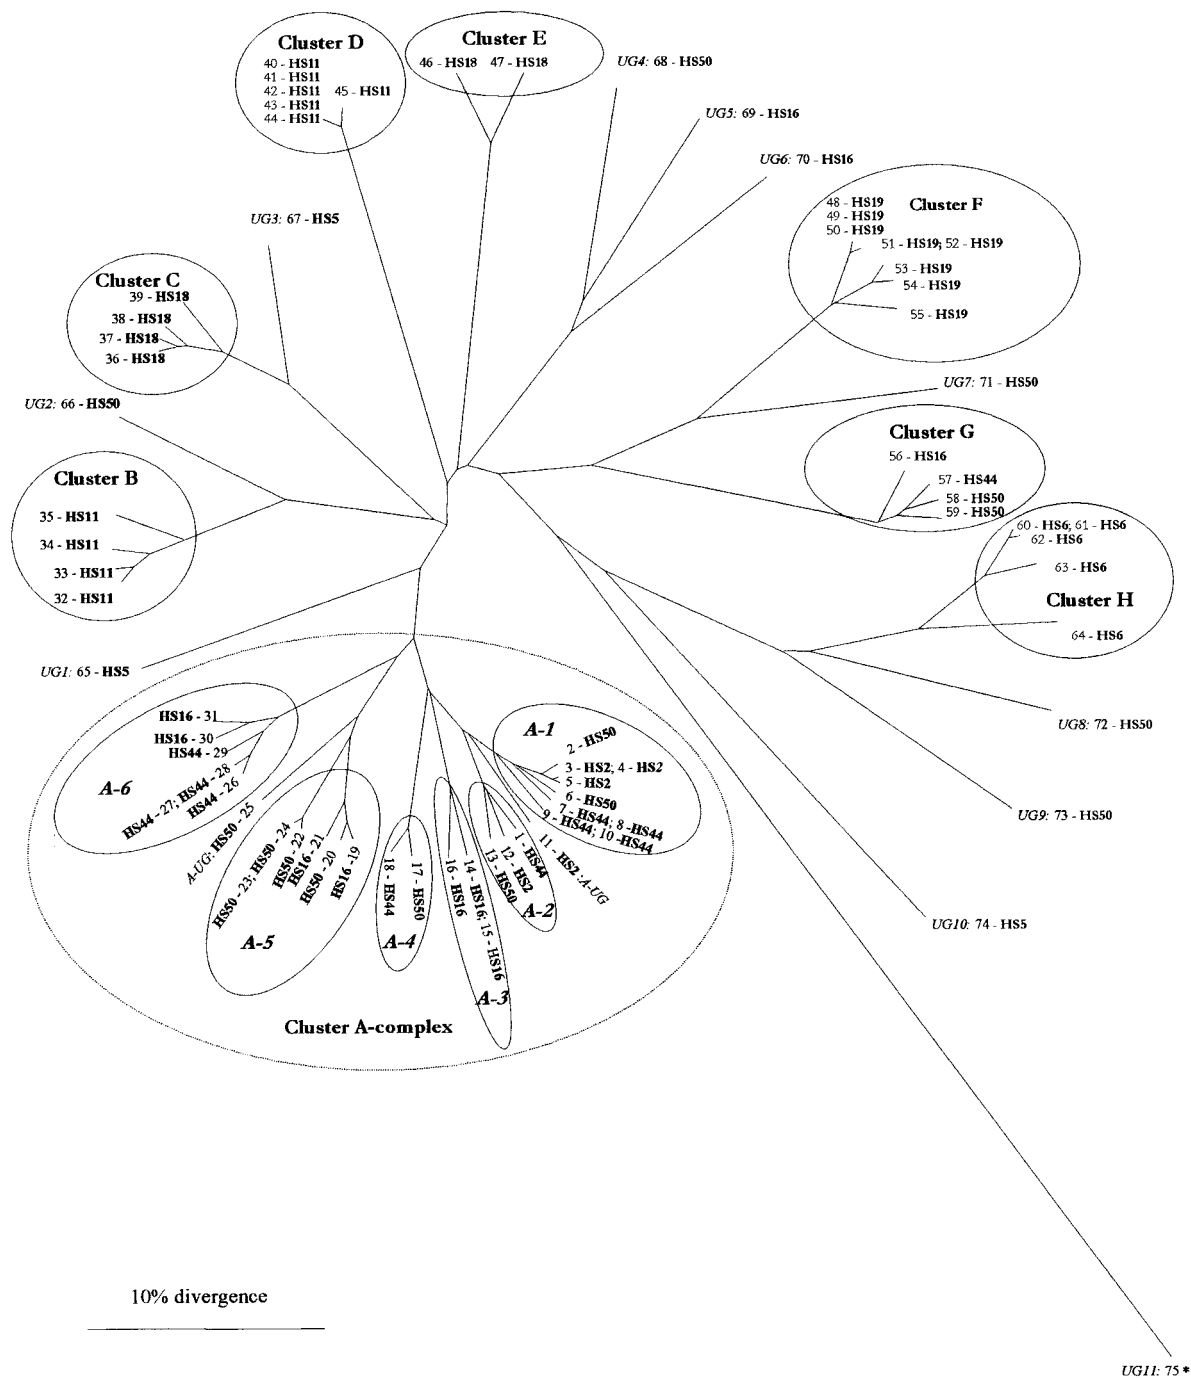 Cluster D
40 - HS11
41 - HS11
42 - HS11
45 - HS11
43 - HS11
44 - HS11
Cluster E
46 - HS18
47 - HS18
UG4: 68 - HS50
UG5: 69 - HS16
UG6: 70 - HS16
48 - HS19
49 - HS19
50 - HS19
Cluster F
51 - HS19; 52 - HS19
53 - HS19
54 - HS19
55 - HS19
UG3: 67 - HS5
Cluster C
39 - HS18
38 - HS18
37 - HS18
36 - HS18
UG7: 71 - HS50
UG2: 66 - HS50
Cluster G
56 - HS16
57 - HS44
58 - HS50
59 - HS50
Cluster B
35 - HS11
34 - HS11
33 - HS11
32 - HS11
60 - HS6; 61 - HS6
62 - HS6
63 - HS6
Cluster H
64 - HS6
UG1: 65 - HS5
UG8: 72 - HS50
UG9: 73 - HS50
UG10: 74 - HS5
HS16 - 31
HS16 - 30
HS44 - 29
HS44 - 27; HS44 - 28
HS44 - 26
A-6
A-UG: HS50 - 25
HS50 - 23; HS50 - 24
HS50 - 22
HS16 - 21
HS50 - 20
HS16 - 19
A-5
18 - HS44
17 - HS50
A-4
16 - HS16
14 - HS16; 15 - HS16
A-3
13 - HS50
12 - HS2
1 - HS44
A-2
11 - HS2 : A-UG
A-1
2 - HS50
3 - HS2; 4 - HS2
5 - HS2
6 - HS50
7 - HS44; 8 - HS44
9 - HS44; 10 - HS44
Cluster A-complex
10% divergence
UG11: 75 *